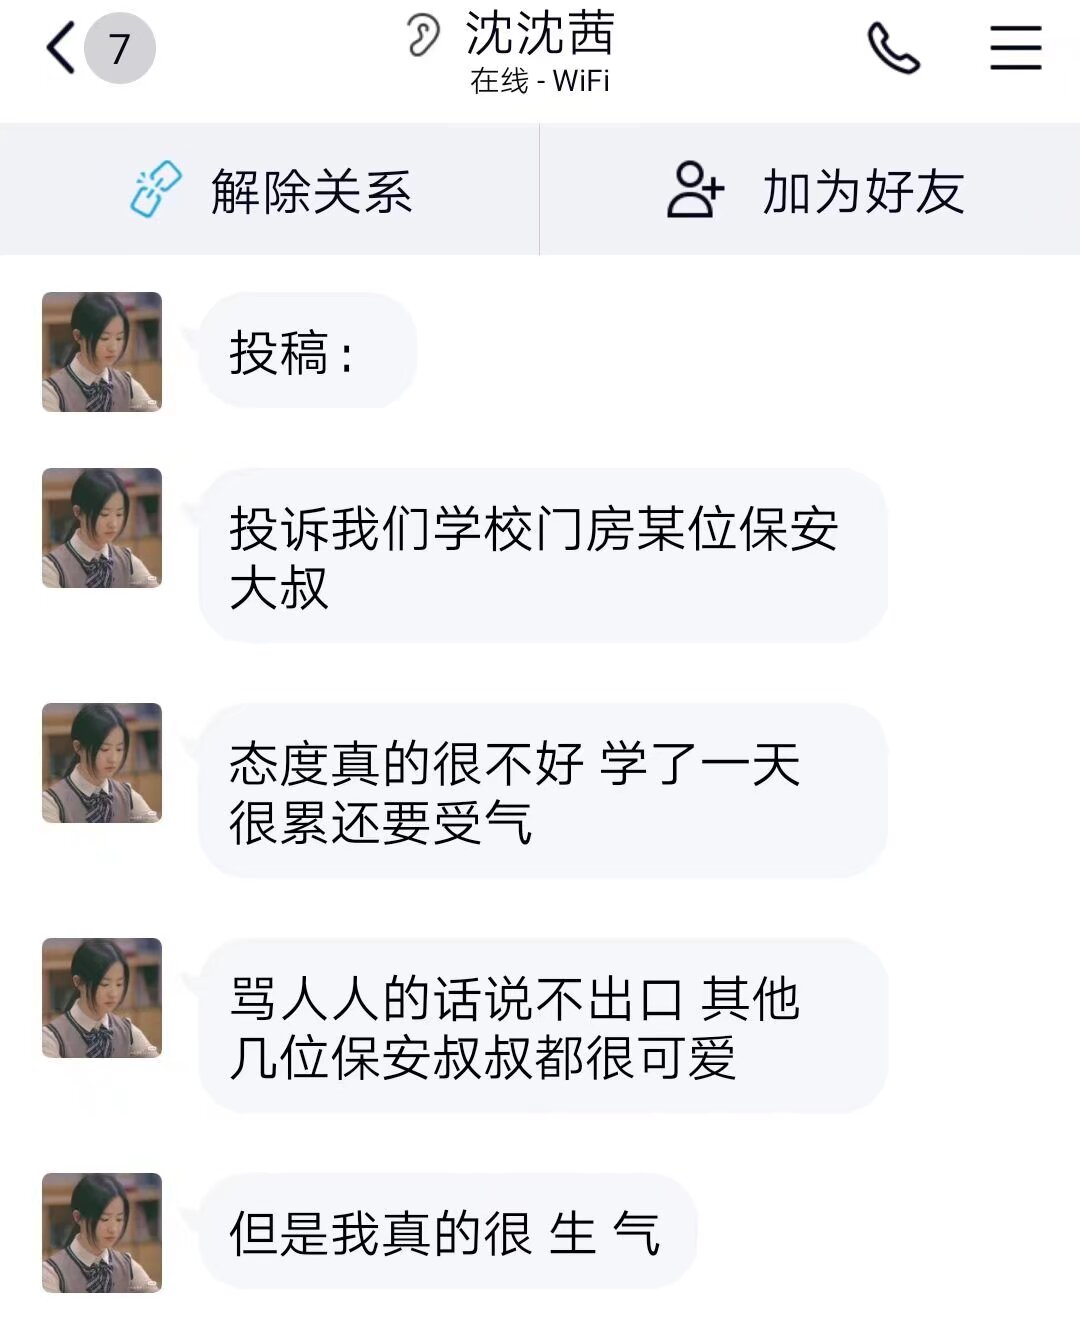 7
沈沈茜
在线 - WiFi
解除关系
加为好友
投稿：
投诉我们学校门房某位保安
大叔
态度真的很不好 学了一天
很累还要受气
骂人人的话说不出口 其他
几位保安叔叔都很可爱
但是我真的很 生 气